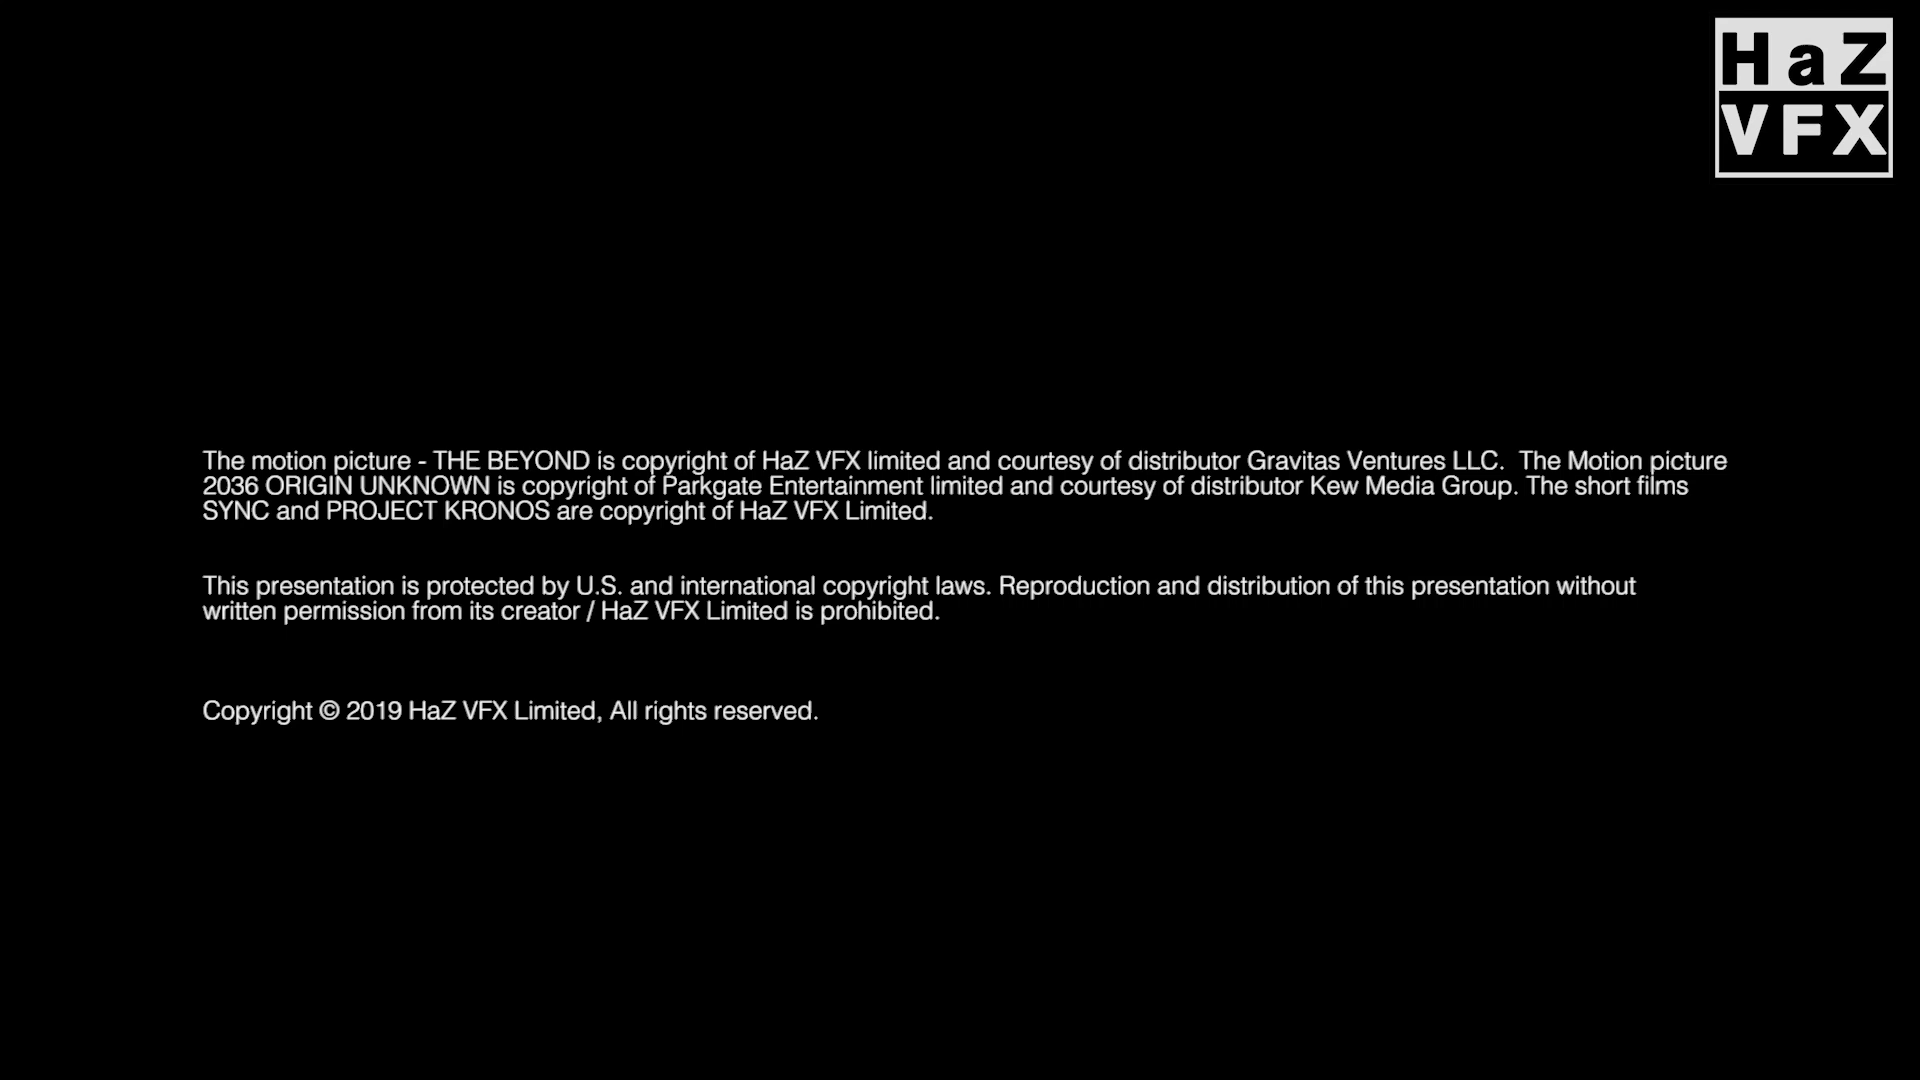 HaZ
VFX
The motion picture - THE BEYOND is copyright of HaZ VFX limited and courtesy of distributor Gravitas Ventures LLC.  The Motion picture
2036 ORIGIN UNKNOWN is copyright of Parkgate Entertainment limited and courtesy of distributor Kew Media Group. The short films
SYNC and PROJECT KRONOS are copyright of HaZ VFX Limited.
This presentation is protected by U.S. and international copyright laws. Reproduction and distribution of this presentation without
written permission from its creator / HaZ VFX Limited is prohibited.
Copyright © 2019 HaZ VFX Limited, All rights reserved.